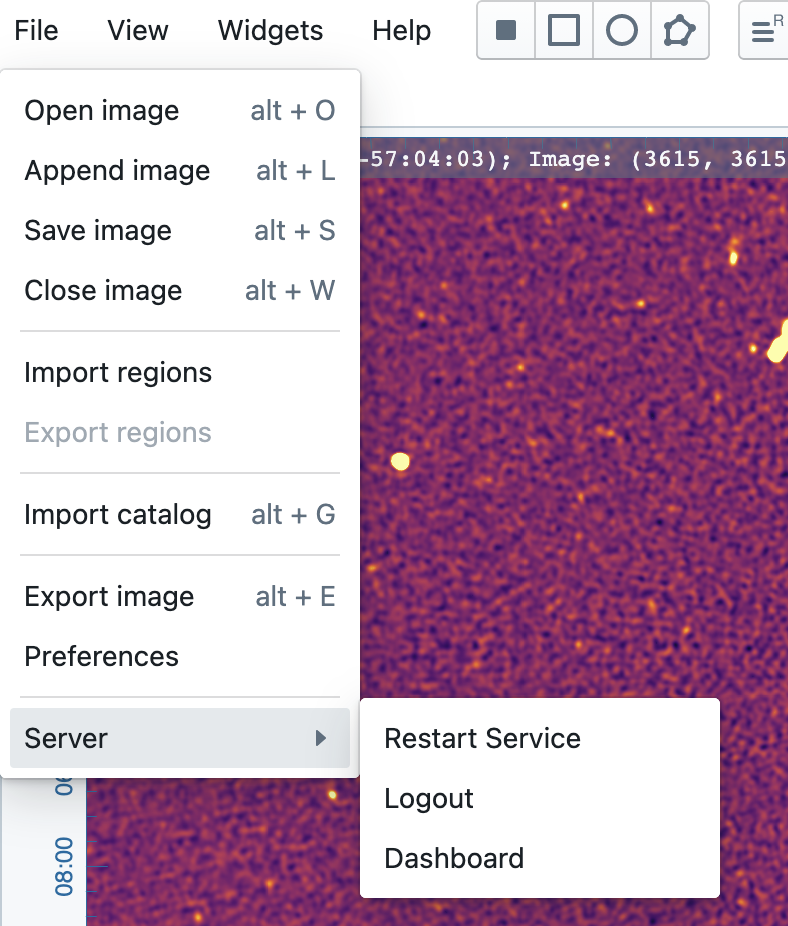 File View Widgets Help
R
-57:04:03); Image: (3615, 3615
Open image alt + O
Append image alt + L
Save image alt + S
Close image alt + W
Import regions
Export regions
Import catalog alt + G
Export image alt + E
Preferences
Server
Restart Service
Logout
Dashboard
08:00